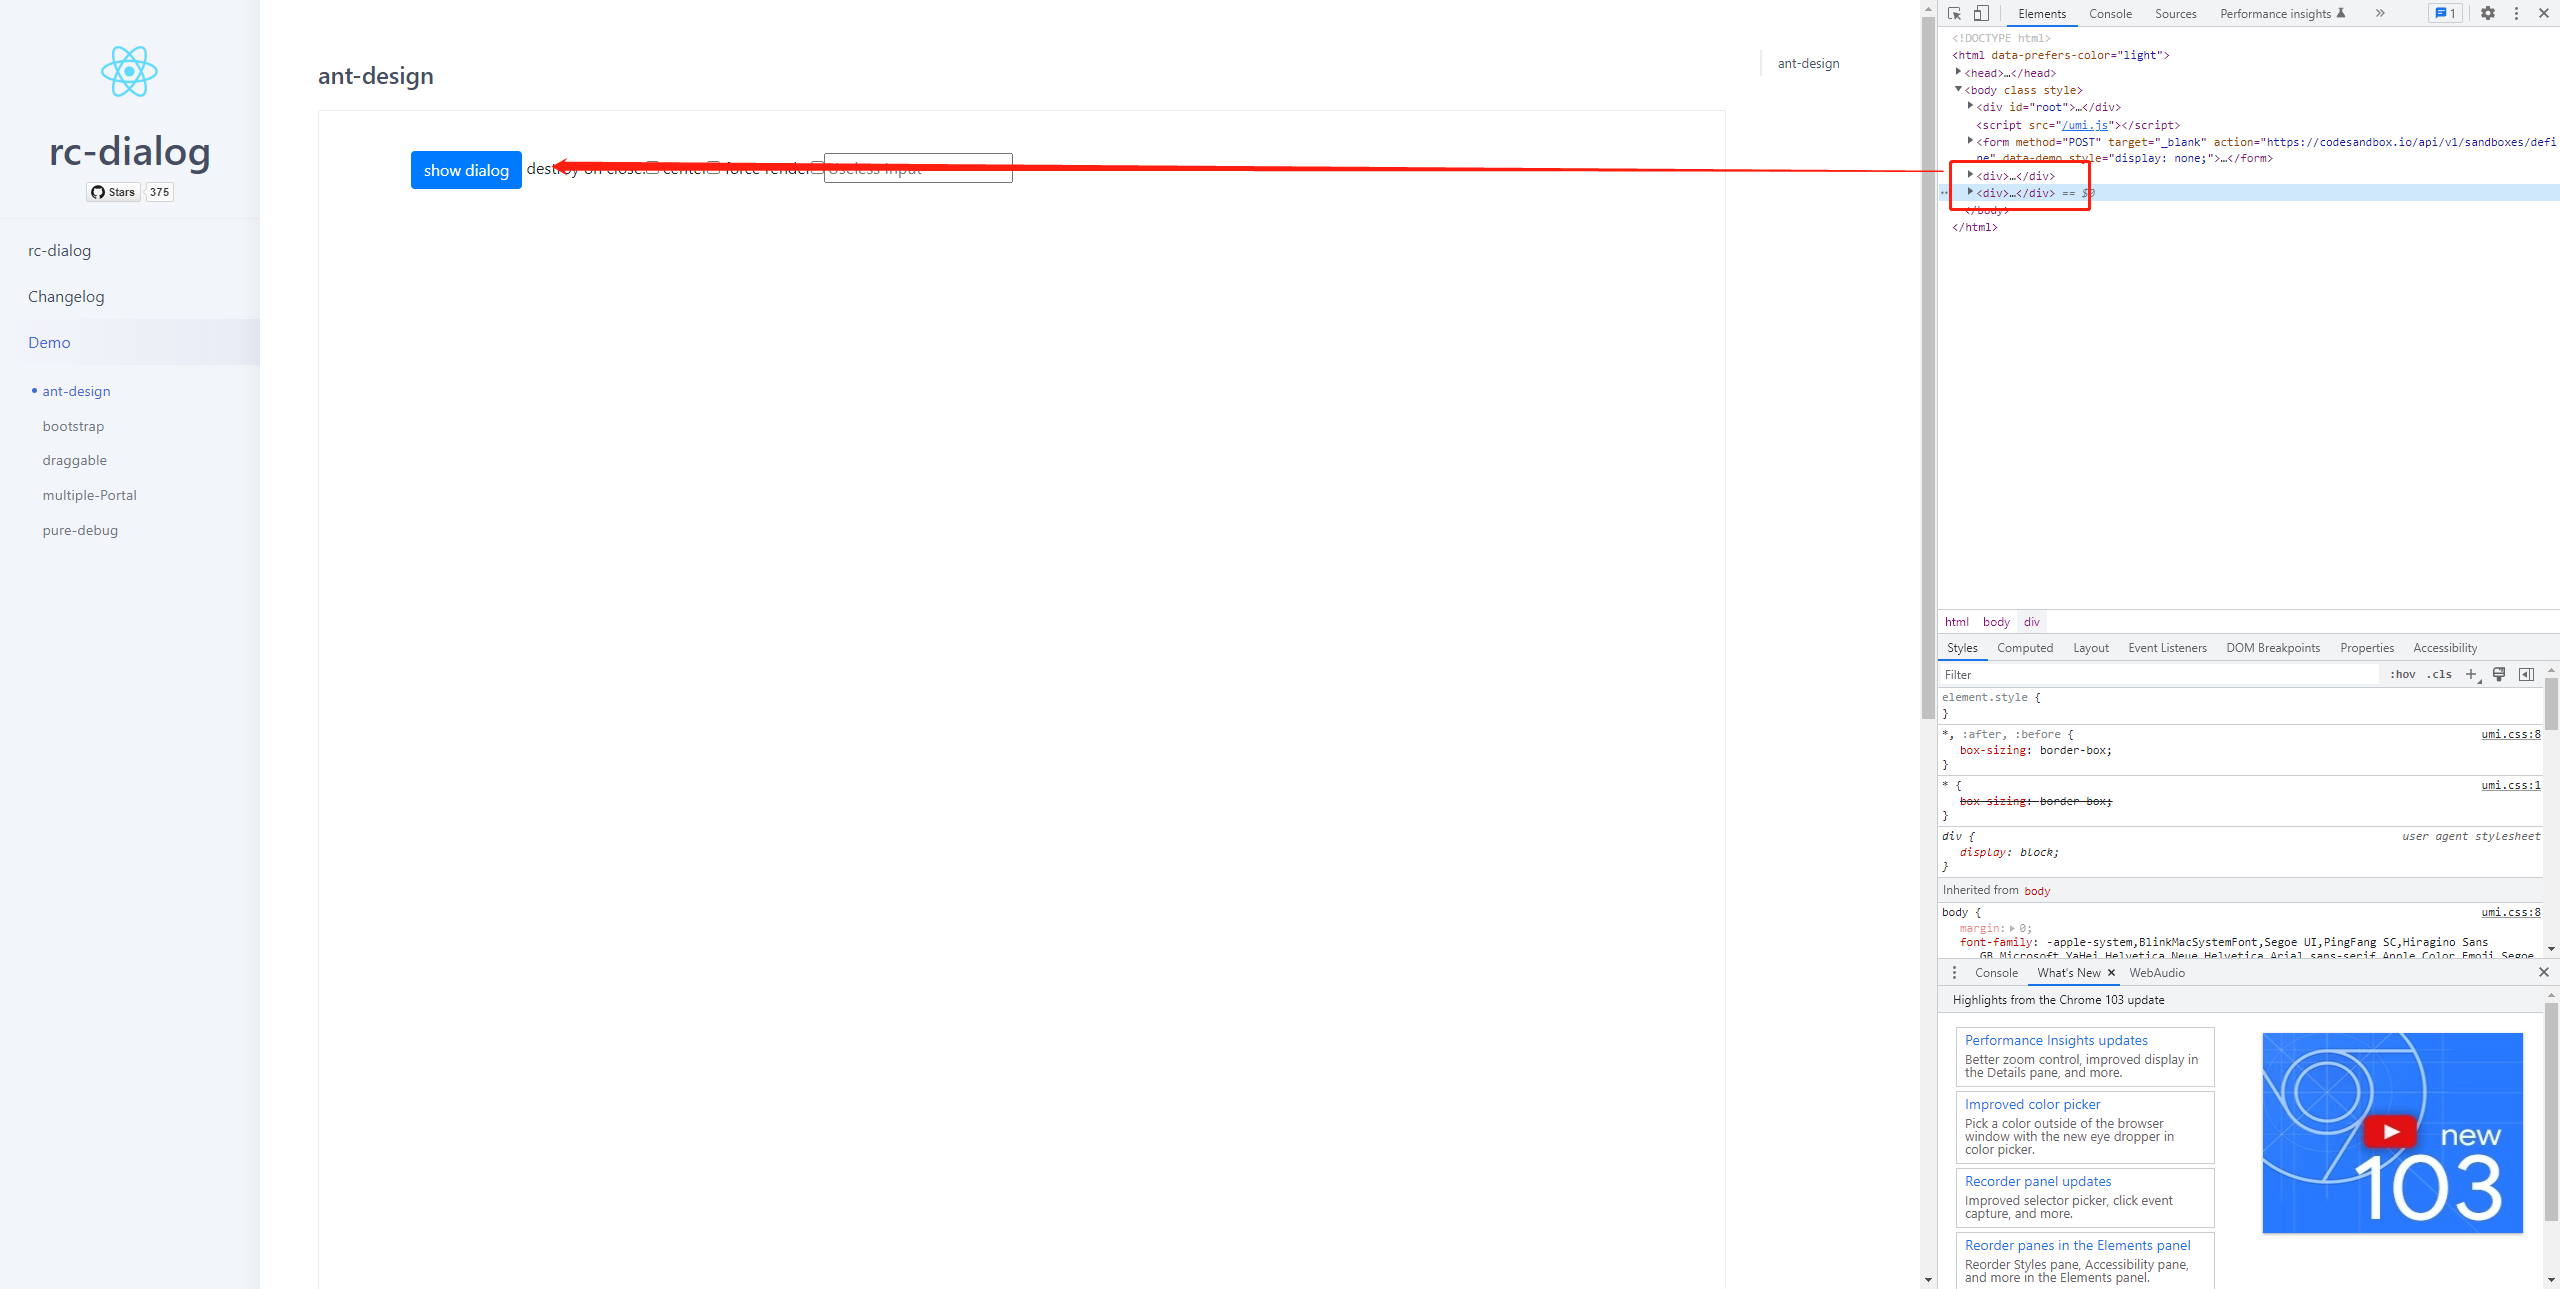 rc-dialog
Stars
375
rc-dialog
Changelog
Demo
ant-design
bootstrap
draggable
multiple-Portal
pure-debug
ant-design
show dialog
destroy on close:
center
force render
Useless Input
ant-design
Elements
Console
Sources
Performance insights
1
<!DOCTYPE html>
<html data-prefers-color="light">
<head>…</head>
<body class style>
<div id="root">…</div>
<script src="/umi.js"></script>
<form method="POST" target="_blank" action="https://codesandbox.io/api/v1/sandboxes/defi
ne" data-demo style="display: none;">…</form>
<div>…</div>
<div>…</div> == $0
</body>
</html>
html body div
Styles Computed Layout Event Listeners DOM Breakpoints Properties Accessibility
Filter
:hov .cls
element.style {
}
*, :after, :before {
umi.css:8
box-sizing: border-box;
}
* {
umi.css:1
box-sizing: border-box;
}
div {
user agent stylesheet
display: block;
}
Inherited from body
body {
umi.css:8
margin: 0;
font-family: -apple-system,BlinkMacSystemFont,Segoe UI,PingFang SC,Hiragino Sans
GB,Microsoft YaHei,Helvetica Neue,Helvetica,Arial,sans-serif,Apple Color Emoji,Segoe
Console
What's New
WebAudio
Highlights from the Chrome 103 update
Performance Insights updates
Better zoom control, improved display in
the Details pane, and more.
Improved color picker
Pick a color outside of the browser
window with the new eye dropper in
color picker.
Recorder panel updates
Improved selector picker, click event
capture, and more.
Reorder panes in the Elements panel
Reorder Styles pane, Accessibility pane,
and more in the Elements panel.
new
103